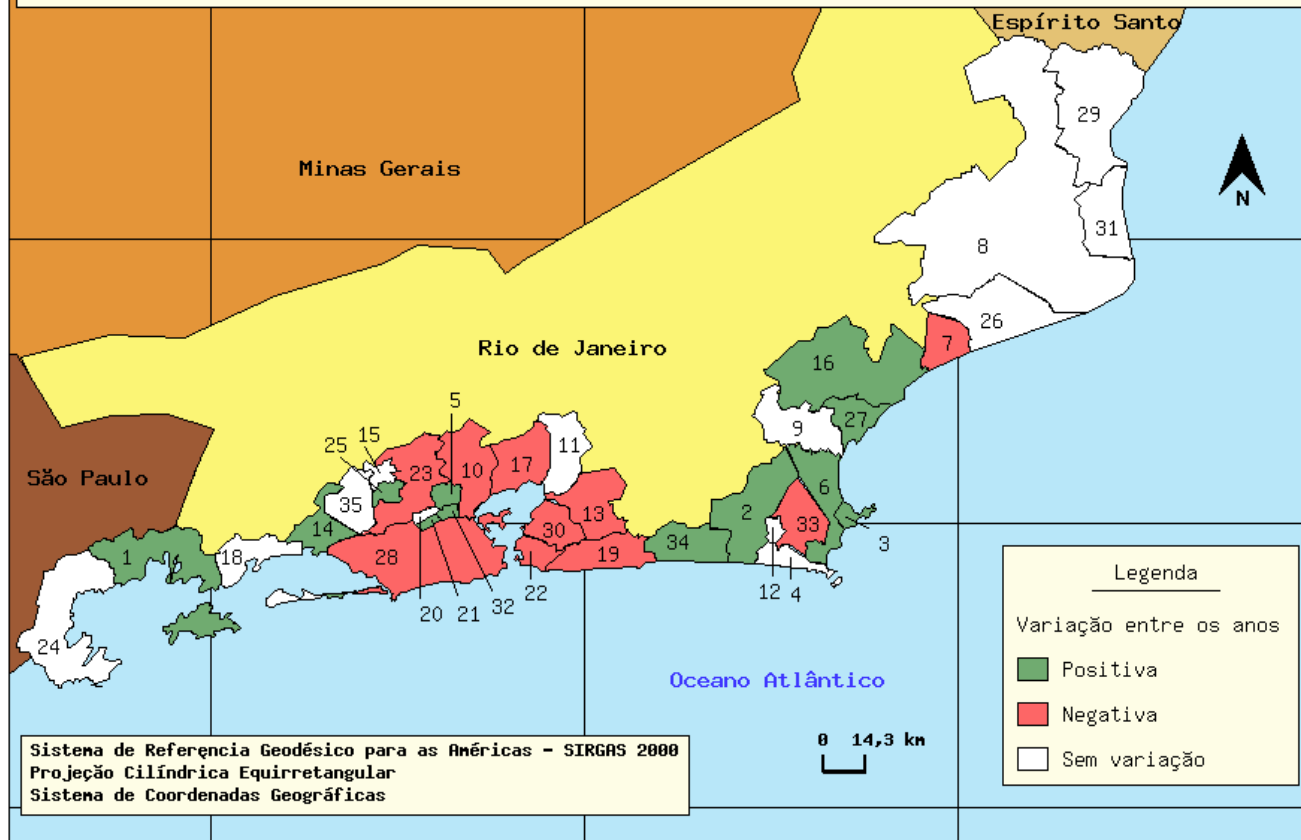 Espírito Santo
29
Minas Gerais
N
31
8
26
Rio de Janeiro
7
16
5
27
15
9
11
25
23
10
17
São Paulo
6
35
2
13
14
33
30
1
18
28
19
34
3
22
12
4
20
21
32
24
Legenda
Variação entre os anos
Positiva
Negativa
Sem variação
Oceano Atlântico
0 14,3 km
Sistema de Referencia Geodésico para as Américas - SIRGAS 2000
Projeção Cilíndrica Equirretangular
Sistema de Coordenadas Geográficas